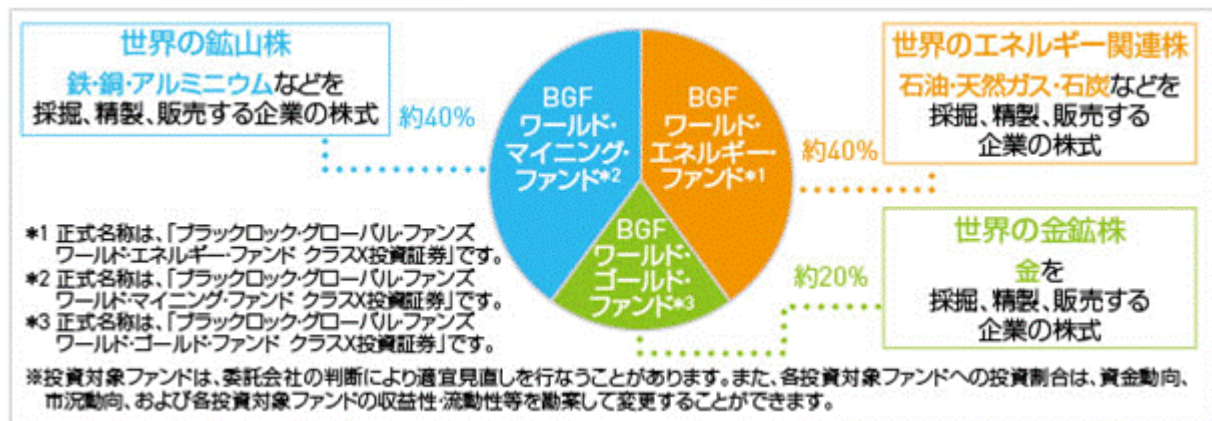 世界の鉱山株
鉄・銅・アルミニウムなどを
採掘、精製、販売する企業の株式
約40%
BGF
ワールド・
マイニング・
ファンド*2
BGF
ワールド・
エネルギー・
ファンド*1
世界のエネルギー関連株
石油・天然ガス・石炭などを
採掘、精製、販売する
企業の株式
約40%
BGF
ワールド・
ゴールド・
ファンド*3
世界の金鉱株
金を
採掘、精製、販売する
企業の株式
約20%
*1 正式名称は、「ブラックロック・グローバル・ファンズ
ワールド・エネルギー・ファンド クラスX投資証券」です。
*2 正式名称は、「ブラックロック・グローバル・ファンズ
ワールド・マイニング・ファンド クラスX投資証券」です。
*3 正式名称は、「ブラックロック・グローバル・ファンズ
ワールド・ゴールド・ファンド クラスX投資証券」です。
※投資対象ファンドは、委託会社の判断により適宜見直しを行なうことがあります。また、各投資対象ファンドへの投資割合は、資金動向、
市況動向、および各投資対象ファンドの収益性・流動性等を勘案して変更することができます。